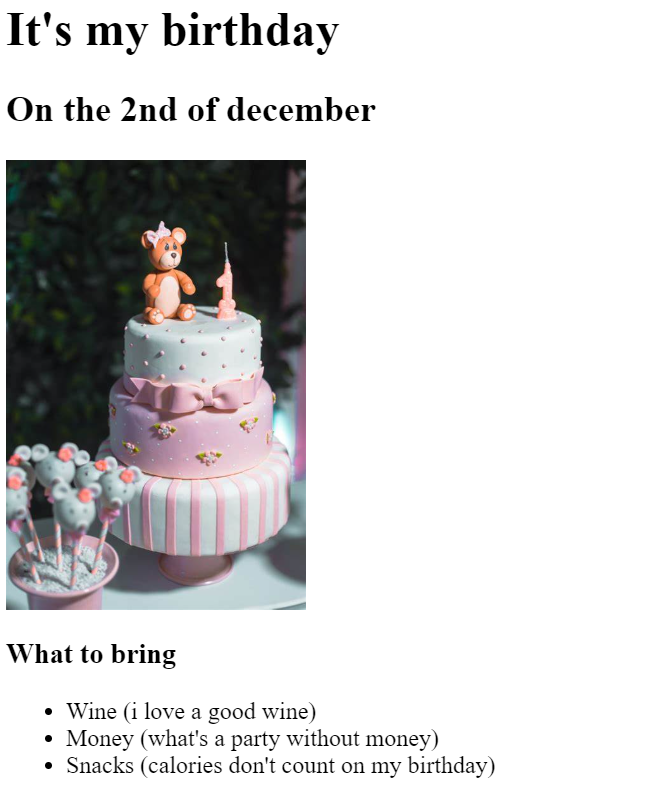 It's my birthday
On the 2nd of december
1
What to bring
Wine (i love a good wine)
Money (what's a party without money)
Snacks (calories don't count on my birthday)